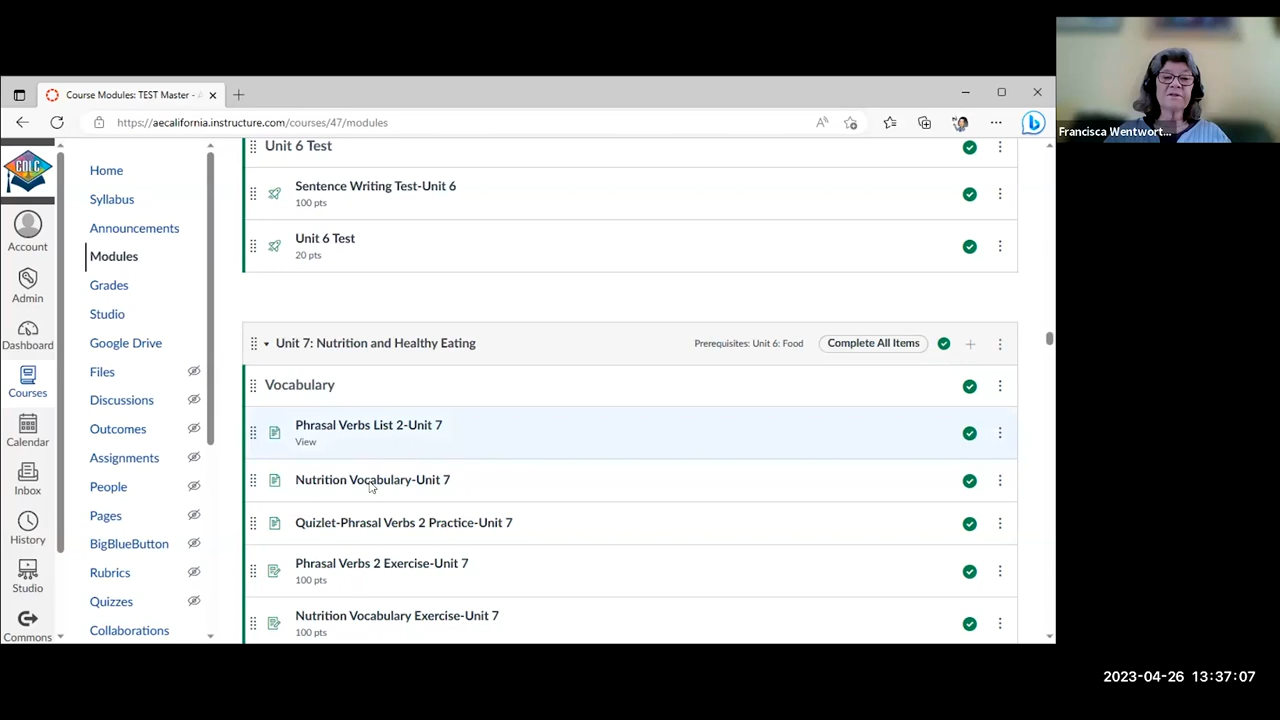 Course Modules: TEST Master -
https://aecalifornia.instructure.com/courses/47/modules
Francisca Wentwort...
COLC
Account
Admin
Dashboard
Courses
Calendar
Inbox
History
Studio
Commons
Home
Syllabus
Announcements
Modules
Grades
Studio
Google Drive
Files
Discussions
Outcomes
Assignments
People
Pages
BigBlueButton
Rubrics
Quizzes
Collaborations
Unit 6 Test
Sentence Writing Test-Unit 6
100 pts
Unit 6 Test
20 pts
Unit 7: Nutrition and Healthy Eating
Prerequisites: Unit 6: Food
Complete All Items
Vocabulary
Phrasal Verbs List 2-Unit 7
View
Nutrition Vocabulary-Unit 7
Quizlet-Phrasal Verbs 2 Practice-Unit 7
Phrasal Verbs 2 Exercise-Unit 7
100 pts
Nutrition Vocabulary Exercise-Unit 7
100 pts
2023-04-26 13:37:07